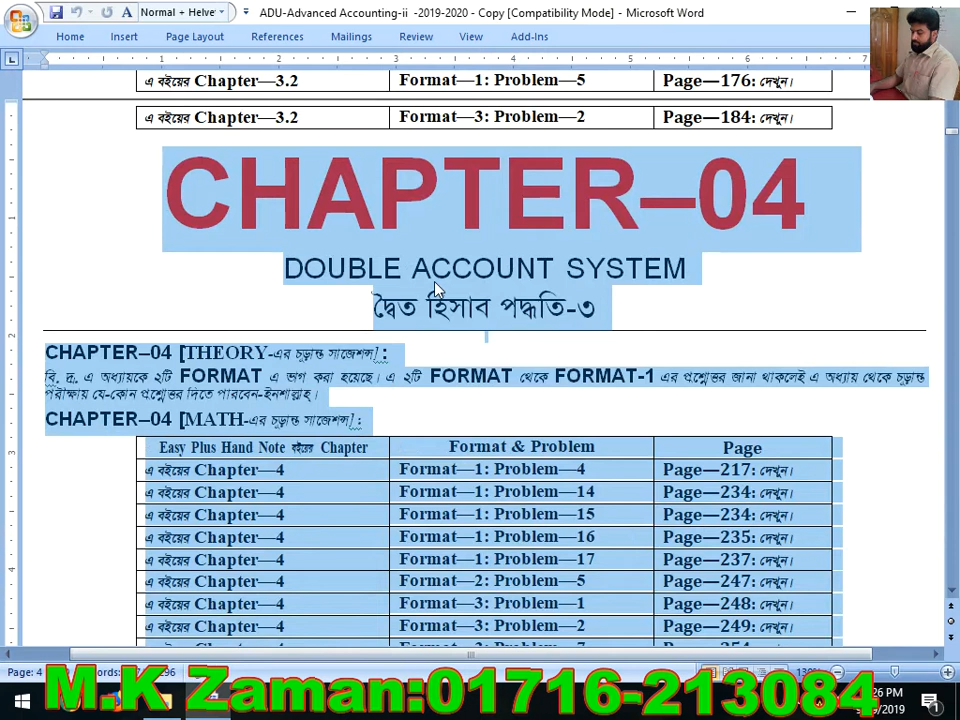 Normal + Helve
ADU-Advanced Accounting-ii -2019-2020 - Copy [Compatibility Mode] - Microsoft Word
Home Insert Page Layout References Mailings Review View Add-Ins
এ বইয়ের Chapter—3.2 Format—1: Problem—5 Page—176: দেখুন।
এ বইয়ের Chapter—3.2 Format—3: Problem—2 Page—184: দেখুন।
CHAPTER–04
DOUBLE ACCOUNT SYSTEM
দ্বৈত হিসাব পদ্ধতি-৩
CHAPTER–04 [THEORY-এর চূড়ান্ত সাজেশন্স] :
বি. দ্র. এ অধ্যায়কে ২টি FORMAT এ ভাগ করা হয়েছে। এ ২টি FORMAT থেকে FORMAT-1 এর প্রশ্নোত্তর জানা থাকলেই এ অধ্যায় থেকে চূড়ান্ত
পরীক্ষায় যে-কোন প্রশ্নোত্তর দিতে পারবেন-ইনশাল্লাহ।
CHAPTER–04 [MATH-এর চূড়ান্ত সাজেশন্স] :
Easy Plus Hand Note বইয়ের Chapter Format & Problem Page
এ বইয়ের Chapter—4 Format—1: Problem—4 Page—217: দেখুন।
এ বইয়ের Chapter—4 Format—1: Problem—14 Page—234: দেখুন।
এ বইয়ের Chapter—4 Format—1: Problem—15 Page—234: দেখুন।
এ বইয়ের Chapter—4 Format—1: Problem—16 Page—235: দেখুন।
এ বইয়ের Chapter—4 Format—1: Problem—17 Page—237: দেখুন।
এ বইয়ের Chapter—4 Format—2: Problem—5 Page—247: দেখুন।
এ বইয়ের Chapter—4 Format—3: Problem—1 Page—248: দেখুন।
এ বইয়ের Chapter—4 Format—3: Problem—2 Page—249: দেখুন।
Page: 4
M.K Zaman:01716-213084